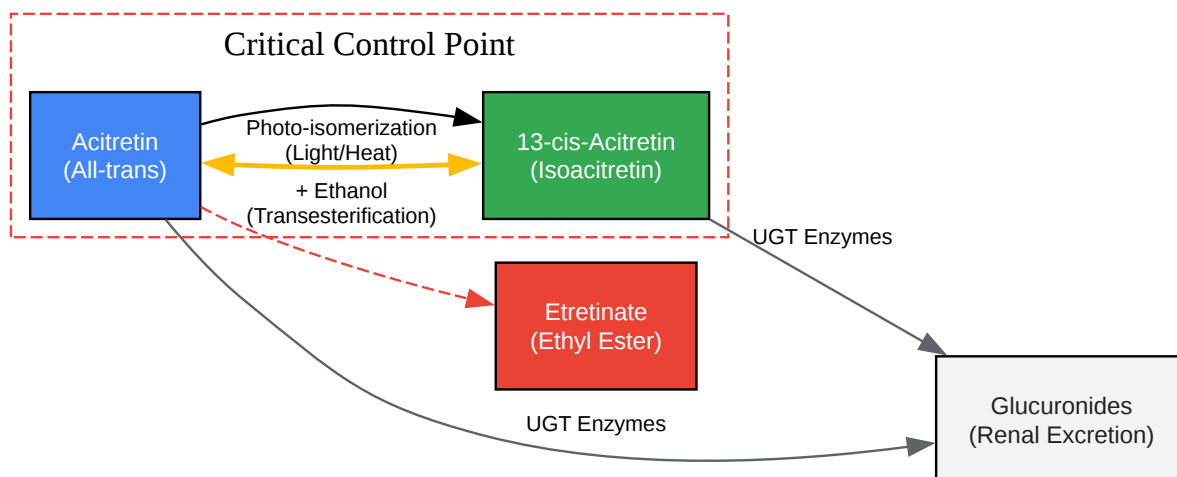 Critical Control Point
Acitretin
(All-trans)
Photo-isomerization
(Light/Heat)
13-cis-Acitretin
(Isoacitretin)
+ Ethanol
(Transesterification)
UGT Enzymes
Etretinate
(Ethyl Ester)
UGT Enzymes
Glucuronides
(Renal Excretion)